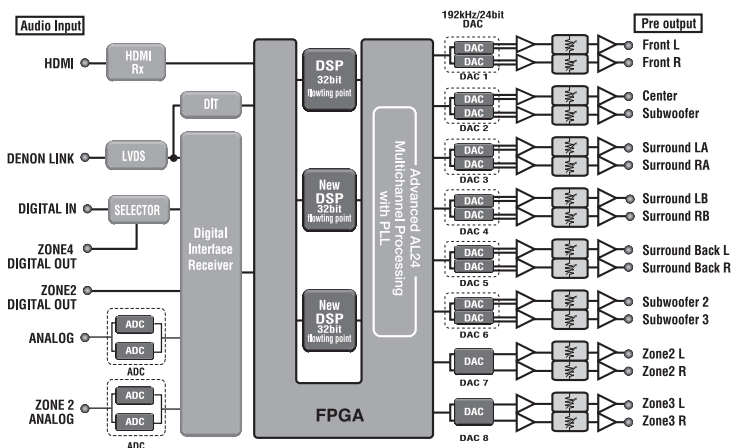 Audio Input
192kHz/24bit
DAC
Pre output
HDMI
HDMI
Rx
DIT
DENON LINK
LVDS
DIGITAL IN
SELECTOR
ZONE4
DIGITAL OUT
ZONE2
DIGITAL OUT
Digital
Interface
Receiver
ANALOG
ADC
ADC
ADC
ZONE 2
ANALOG
ADC
ADC
ADC
DSP
32bit
flowting point
New
DSP
32bit
flowting point
New
DSP
32bit
flowting point
FPGA
Advanced AL24
Multichannel Processing
with PLL
DAC
DAC
DAC 1
Front L
Front R
DAC
DAC
DAC 2
Center
Subwoofer
DAC
DAC
DAC 3
Surround LA
Surround RA
DAC
DAC
DAC 4
Surround LB
Surround RB
DAC
DAC
DAC 5
Surround Back L
Surround Back R
DAC
DAC
DAC 6
Subwoofer 2
Subwoofer 3
DAC
DAC 7
Zone2 L
Zone2 R
DAC
DAC 8
Zone3 L
Zone3 R